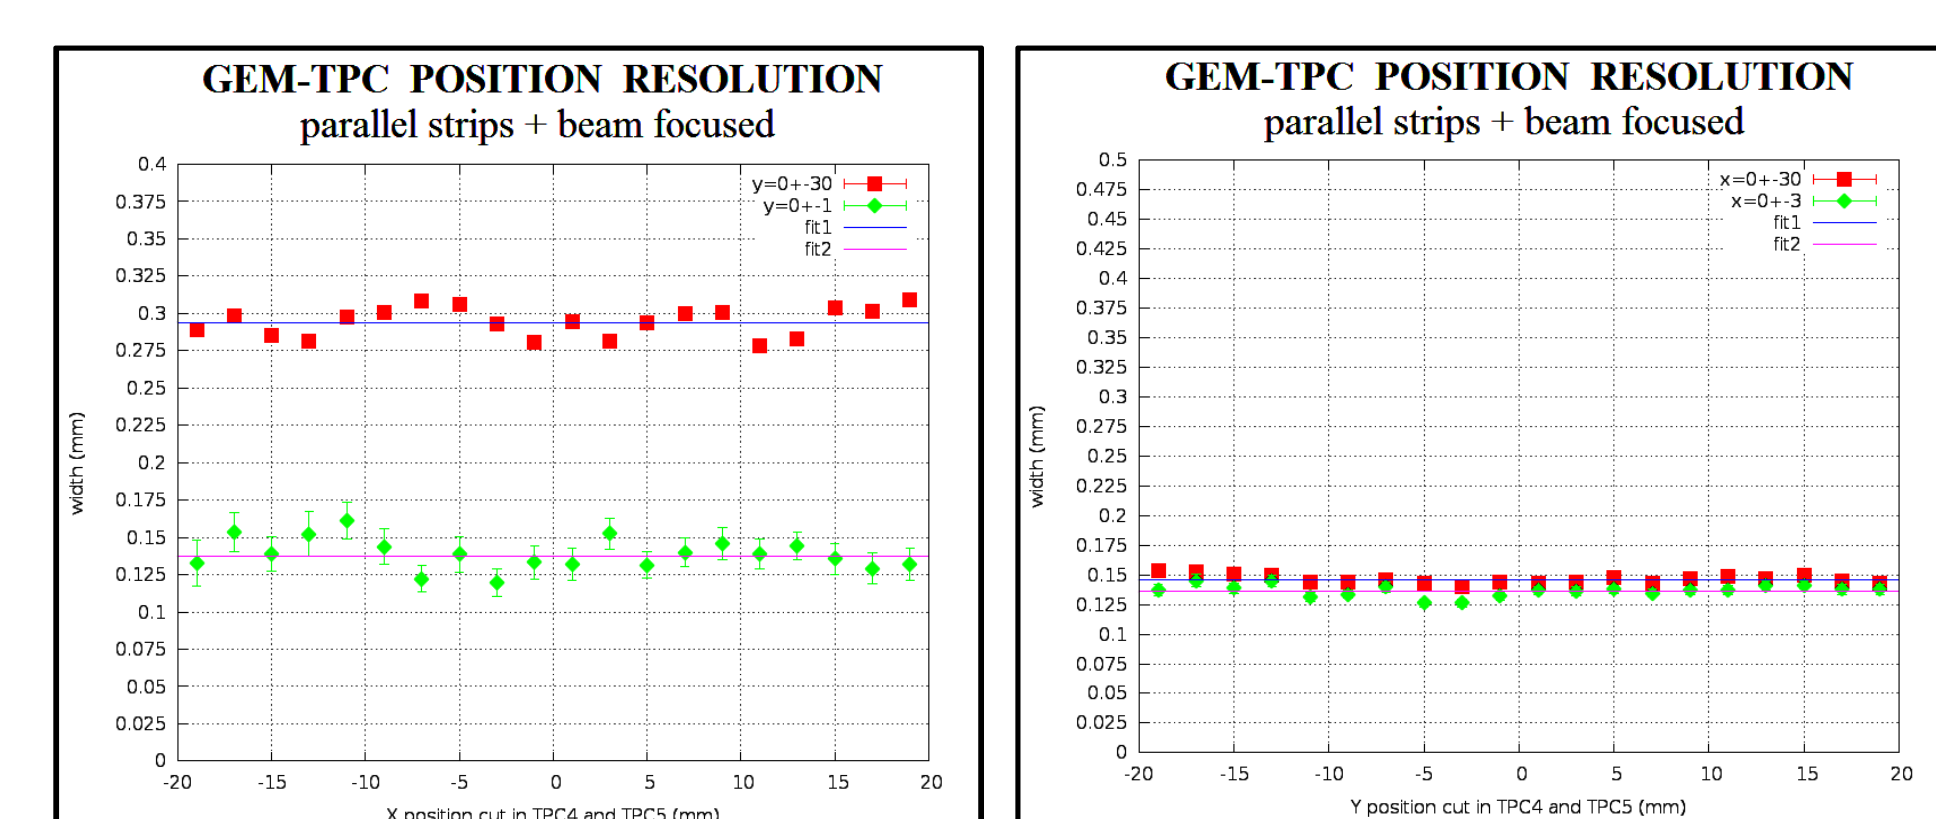 GEM-TPC POSITION RESOLUTION
parallel strips + beam focused
0.4
0.375
0.35
0.325
0.3
0.275
0.25
0.225
0.2
0.175
0.15
0.125
0.1
0.075
0.05
0.025
0
width (mm)
y=0+-30
y=0+-1
fit1
fit2
-20 -15 -10 -5 0 5 10 15 20
X position cut in TPC4 and TPC5 (mm)
GEM-TPC POSITION RESOLUTION
parallel strips + beam focused
0.5
0.475
0.45
0.425
0.4
0.375
0.35
0.325
0.3
0.275
0.25
0.225
0.2
0.175
0.15
0.125
0.1
0.075
0.05
0.025
0
width (mm)
x=0+-30
x=0+-3
fit1
fit2
-20 -15 -10 -5 0 5 10 15 20
Y position cut in TPC4 and TPC5 (mm)